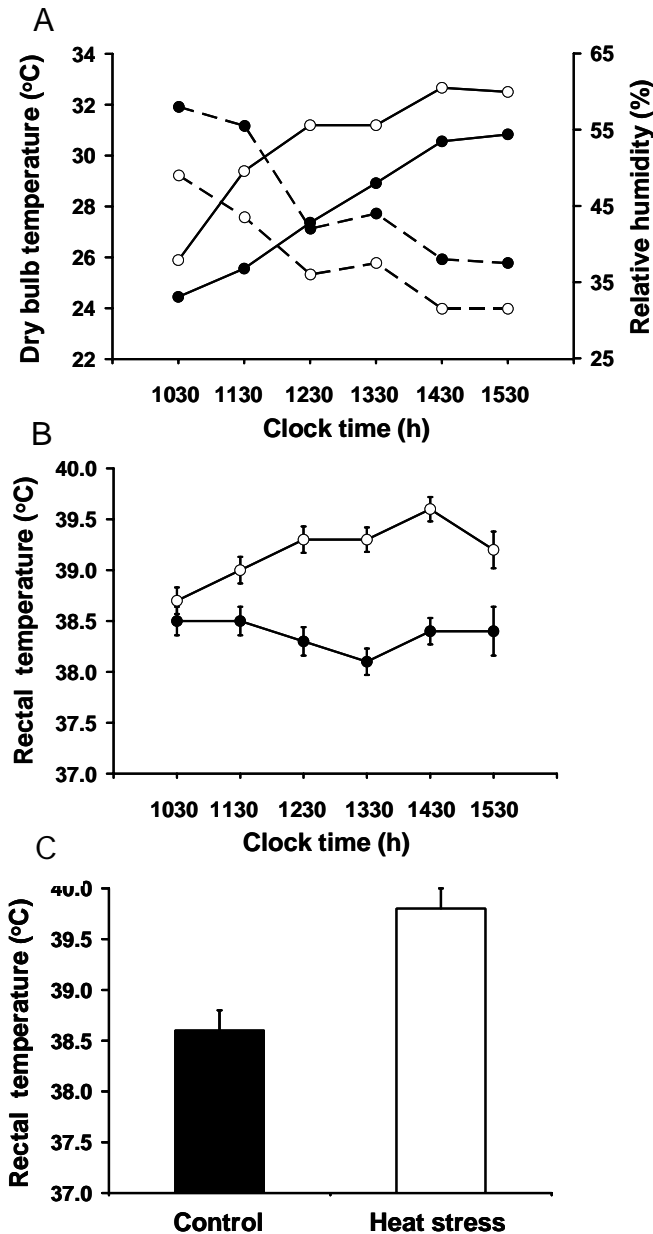 A
Dry bulb temperature (°C)
34
32
30
28
26
24
22
65
55
45
35
25
Relative humidity (%)
1030 1130 1230 1330 1430 1530
Clock time (h)
B
Rectal temperature (°C)
40.0
39.5
39.0
38.5
38.0
37.5
37.0
1030 1130 1230 1330 1430 1530
Clock time (h)
C
Rectal temperature (°C)
40.0
39.5
39.0
38.5
38.0
37.5
37.0
Control Heat stress